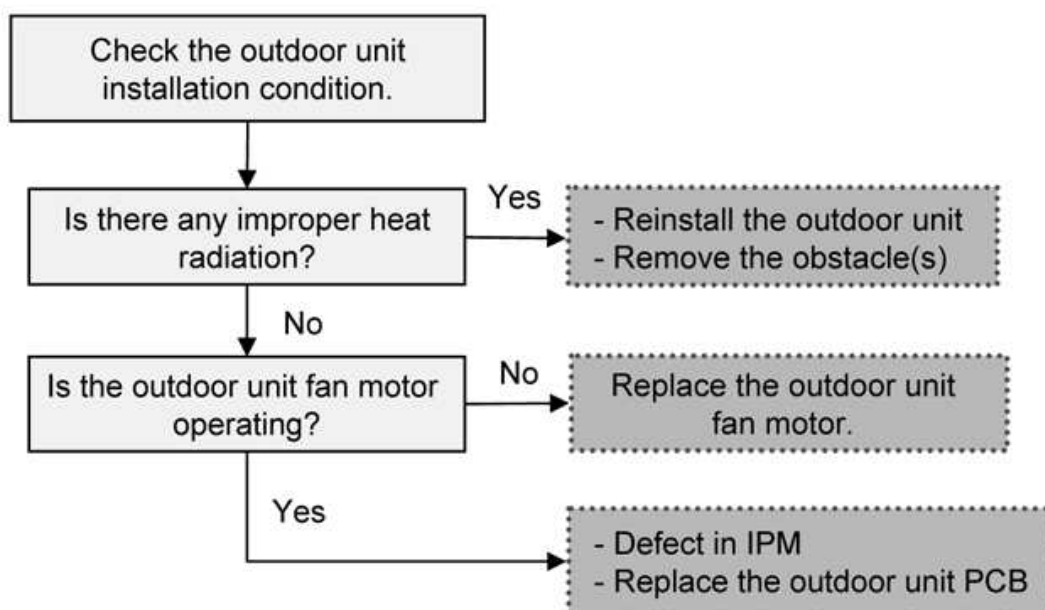 Check the outdoor unit
installation condition.
Is there any improper heat
radiation?
Yes
- Reinstall the outdoor unit
- Remove the obstacle(s)
No
Is the outdoor unit fan motor
operating?
No
Replace the outdoor unit
fan motor.
Yes
- Defect in IPM
- Replace the outdoor unit PCB